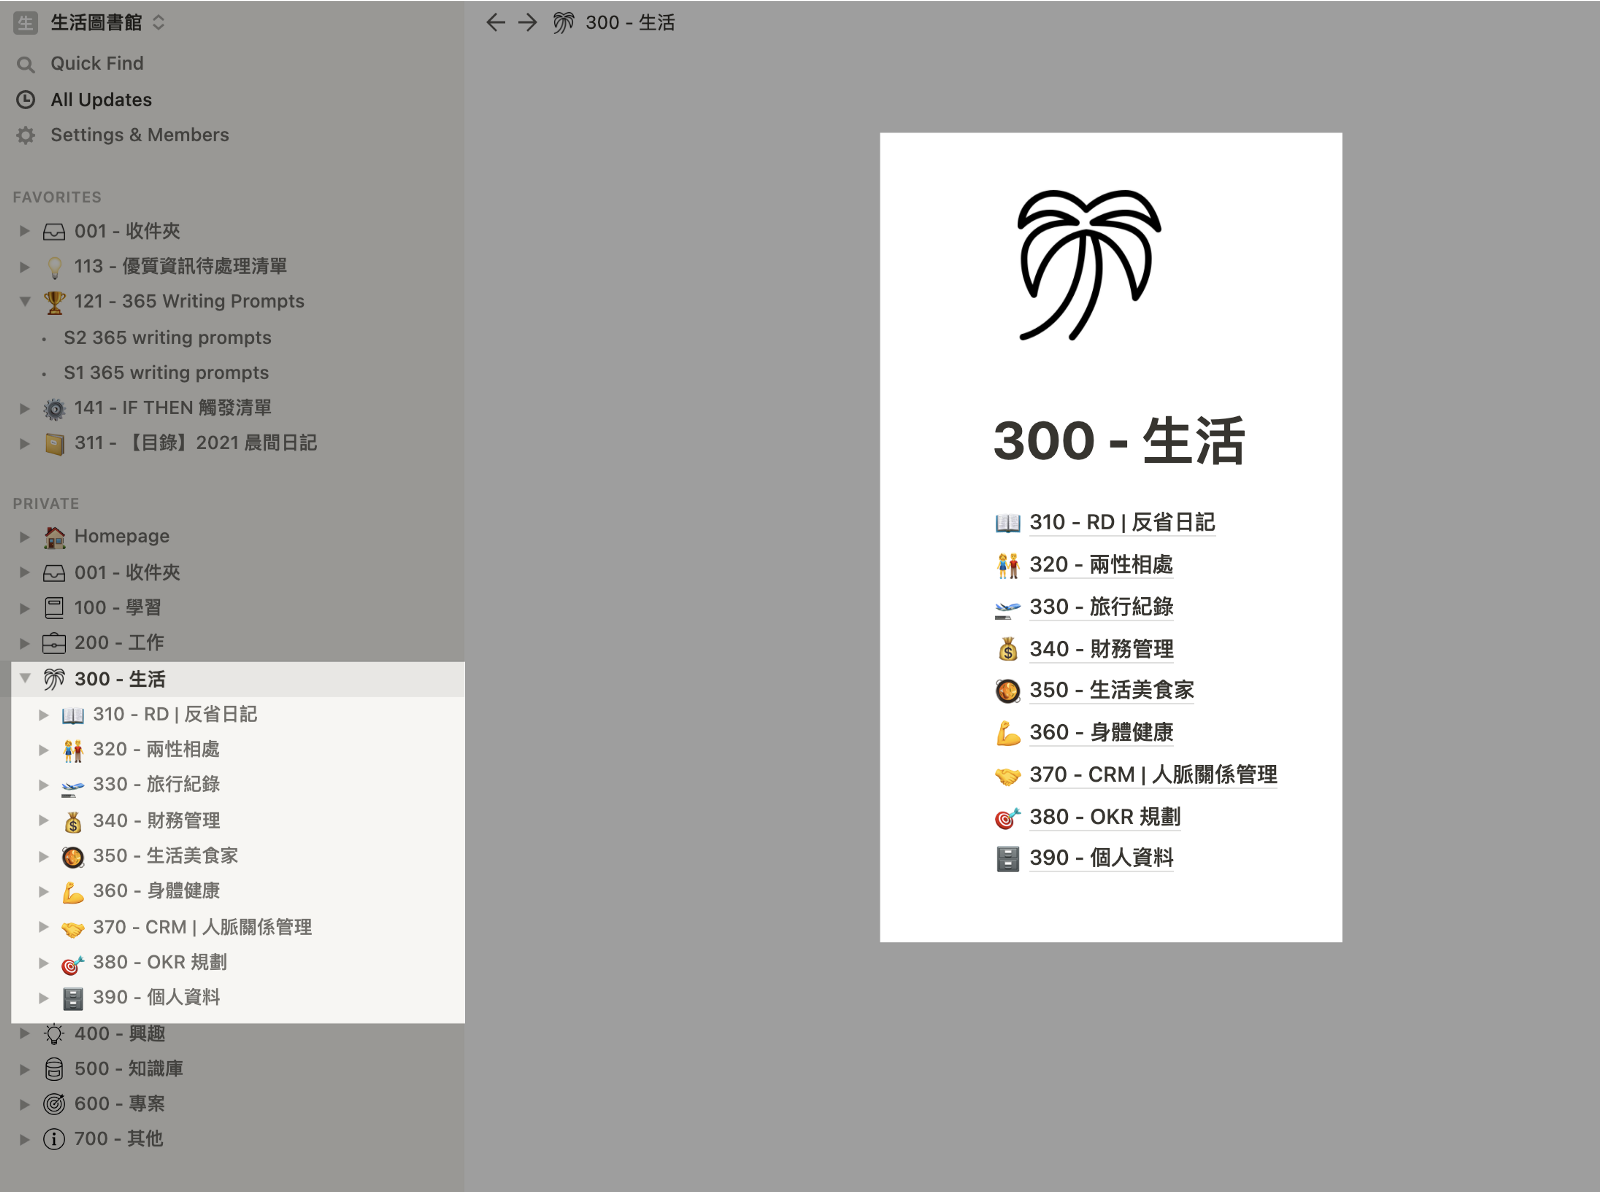 生 生活圖書館
Quick Find
All Updates
Settings & Members
FAVORITES
001 - 收件夾
113 - 優質資訊待處理清單
121 - 365 Writing Prompts
S2 365 writing prompts
S1 365 writing prompts
141 - IF THEN 觸發清單
311 - 【目錄】2021 晨間日記
PRIVATE
Homepage
001 - 收件夾
100 - 學習
200 - 工作
300 - 生活
310 - RD | 反省日記
320 - 兩性相處
330 - 旅行紀錄
340 - 財務管理
350 - 生活美食家
360 - 身體健康
370 - CRM | 人脈關係管理
380 - OKR 規劃
390 - 個人資料
400 - 興趣
500 - 知識庫
600 - 專案
700 - 其他
300 - 生活
300 - 生活
310 - RD | 反省日記
320 - 兩性相處
330 - 旅行紀錄
340 - 財務管理
350 - 生活美食家
360 - 身體健康
370 - CRM | 人脈關係管理
380 - OKR 規劃
390 - 個人資料